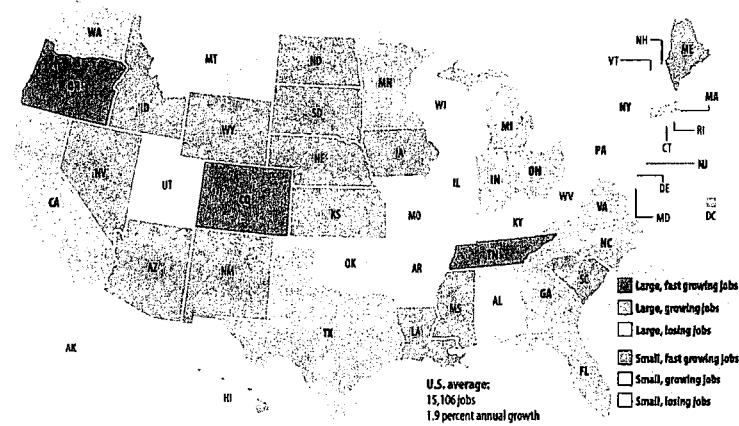 WA
MT
ND
MN
NH
VT
ME
OR
ID
WY
SD
WI
MI
NY
MA
RI
CT
NV
UT
CO
NE
IA
IL
IN
OH
PA
NJ
DE
MD
DC
WV
VA
CA
KS
MO
KY
NC
AZ
NM
OK
AR
TN
SC
MS
AL
GA
TX
LA
FL
AK
HI
Large, fast growing jobs
Large, growing jobs
Large, losing jobs
Small, fast growing jobs
Small, growing jobs
Small, losing jobs
U.S. average:
15,106 jobs
1.9 percent annual growth